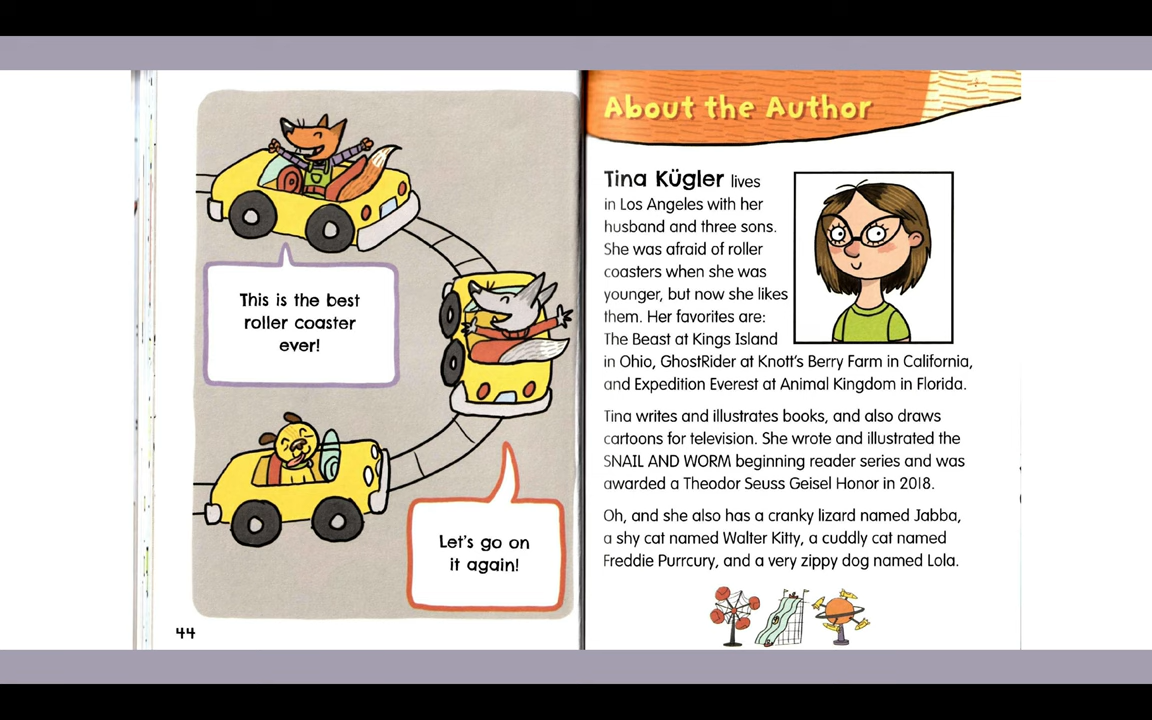 This is the best
roller coaster
ever!
Let's go on
it again!
44
About the Author
Tina Kügler lives
in Los Angeles with her
husband and three sons.
She was afraid of roller
coasters when she was
younger, but now she likes
them. Her favorites are:
The Beast at Kings Island
in Ohio, GhostRider at Knott's Berry Farm in California,
and Expedition Everest at Animal Kingdom in Florida.
Tina writes and illustrates books, and also draws
cartoons for television. She wrote and illustrated the
SNAIL AND WORM beginning reader series and was
awarded a Theodor Seuss Geisel Honor in 2018.
Oh, and she also has a cranky lizard named Jabba,
a shy cat named Walter Kitty, a cuddly cat named
Freddie Purrcury, and a very zippy dog named Lola.